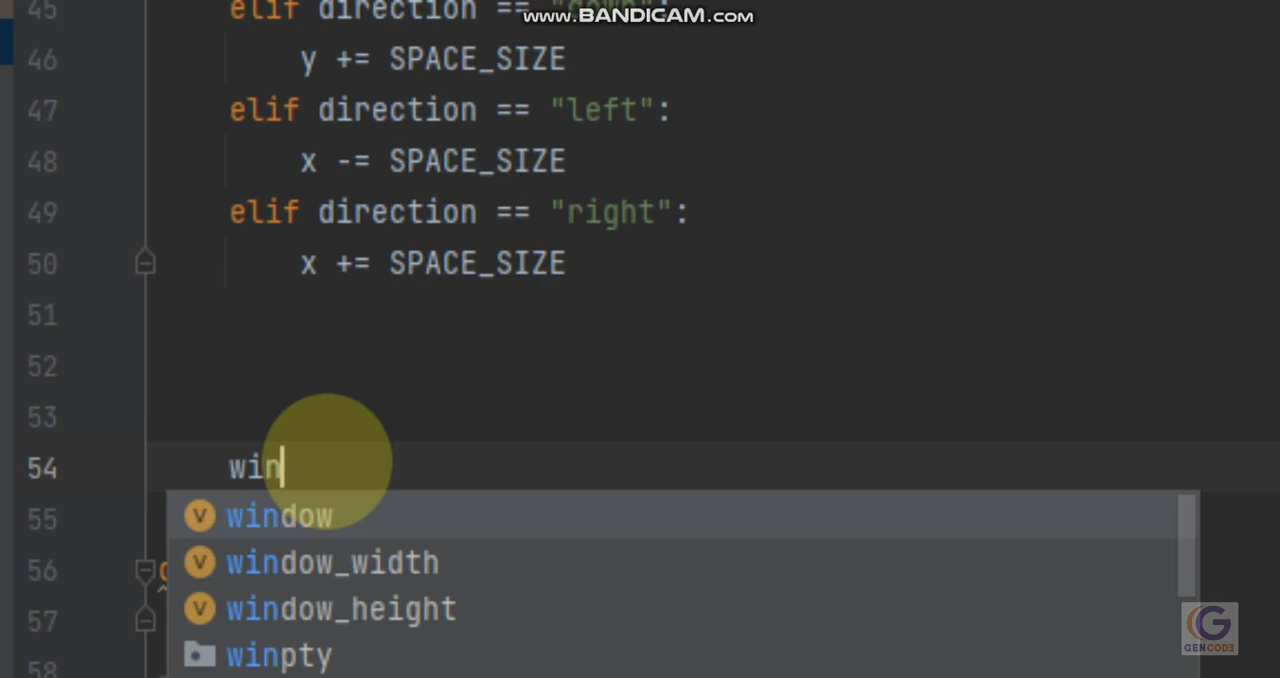 www.BANDICAM.com
45 elif direction == "down":
46 y += SPACE_SIZE
47 elif direction == "left":
48 x -= SPACE_SIZE
49 elif direction == "right":
50 x += SPACE_SIZE
51
52
53
54 win
55 window
56 window_width
57 window_height
58 winpty
GENCODE